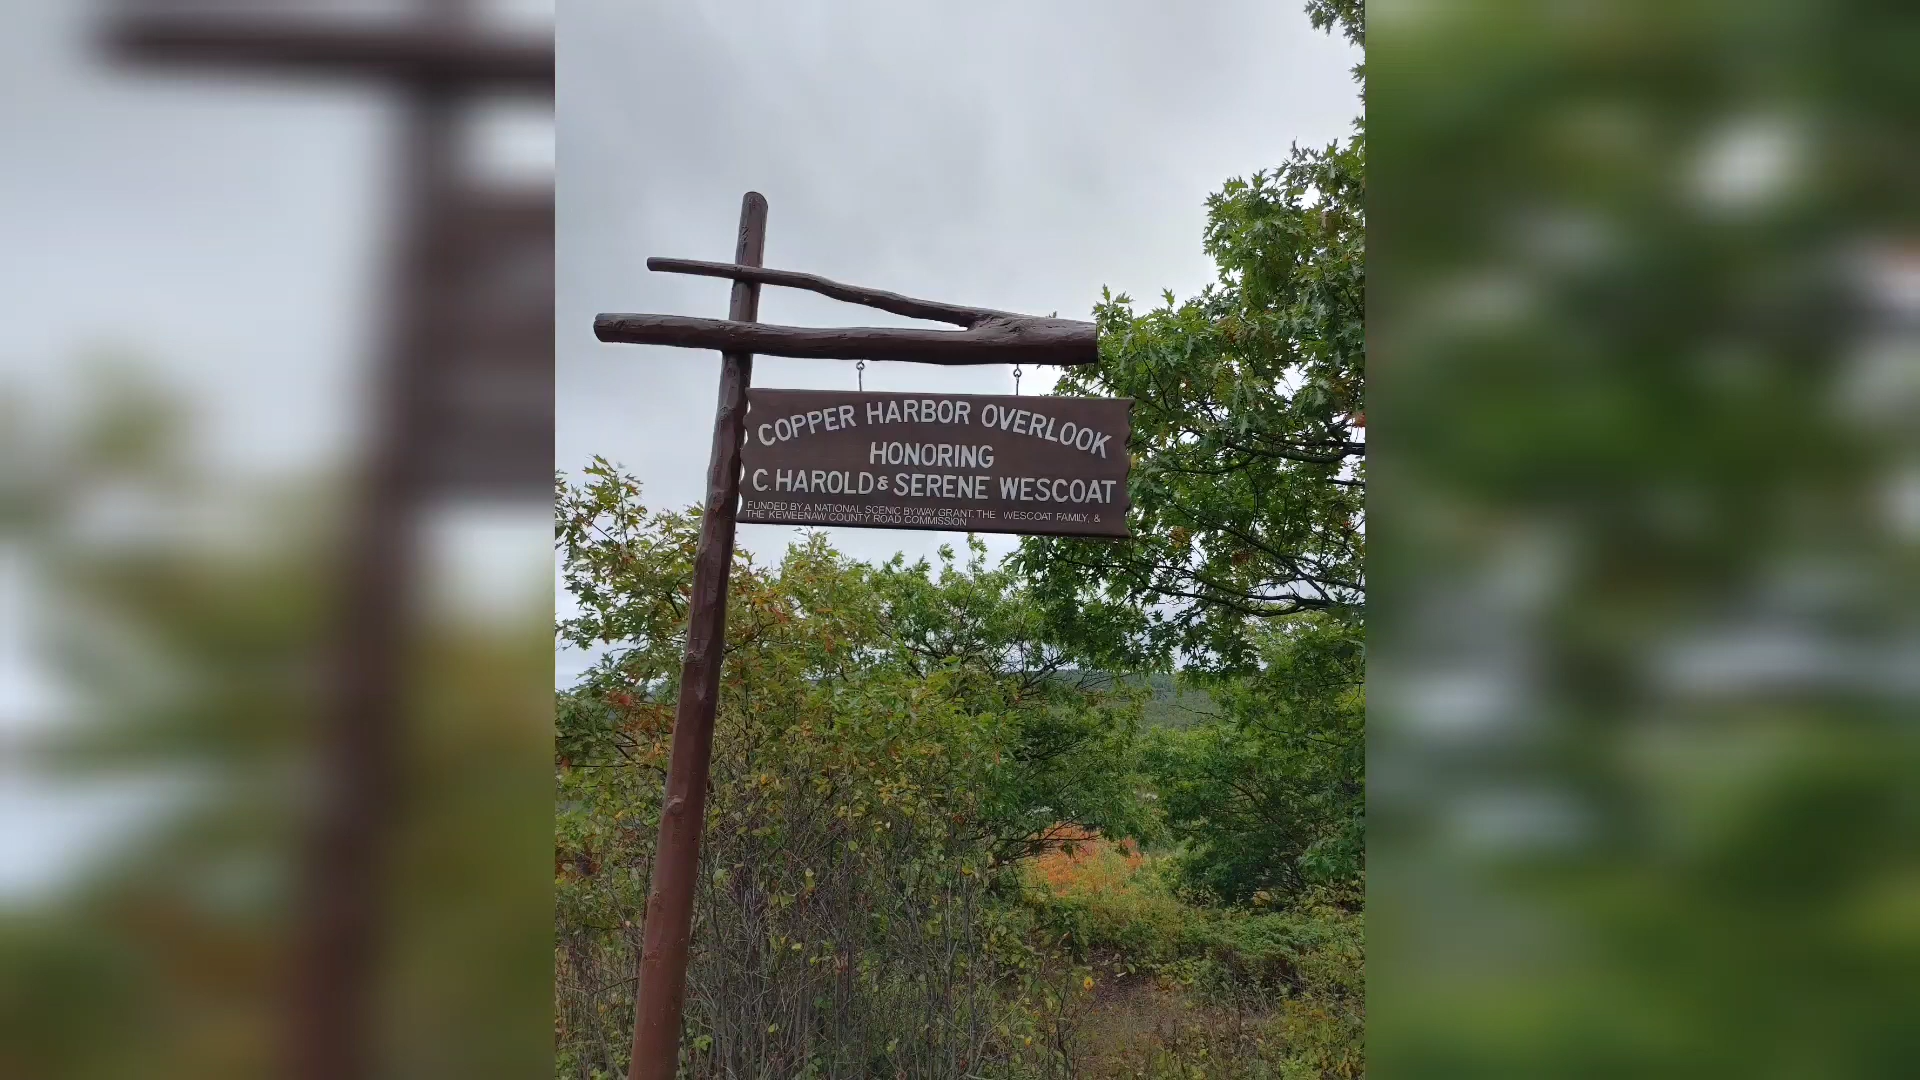 COPPER HARBOR OVERLOOK
HONORING
C. HAROLD & SERENE WESCOAT
FUNDED BY A NATIONAL SCENIC BYWAY GRANT, THE WESCOAT FAMILY, &
THE KEWEENAW COUNTY ROAD COMMISSION